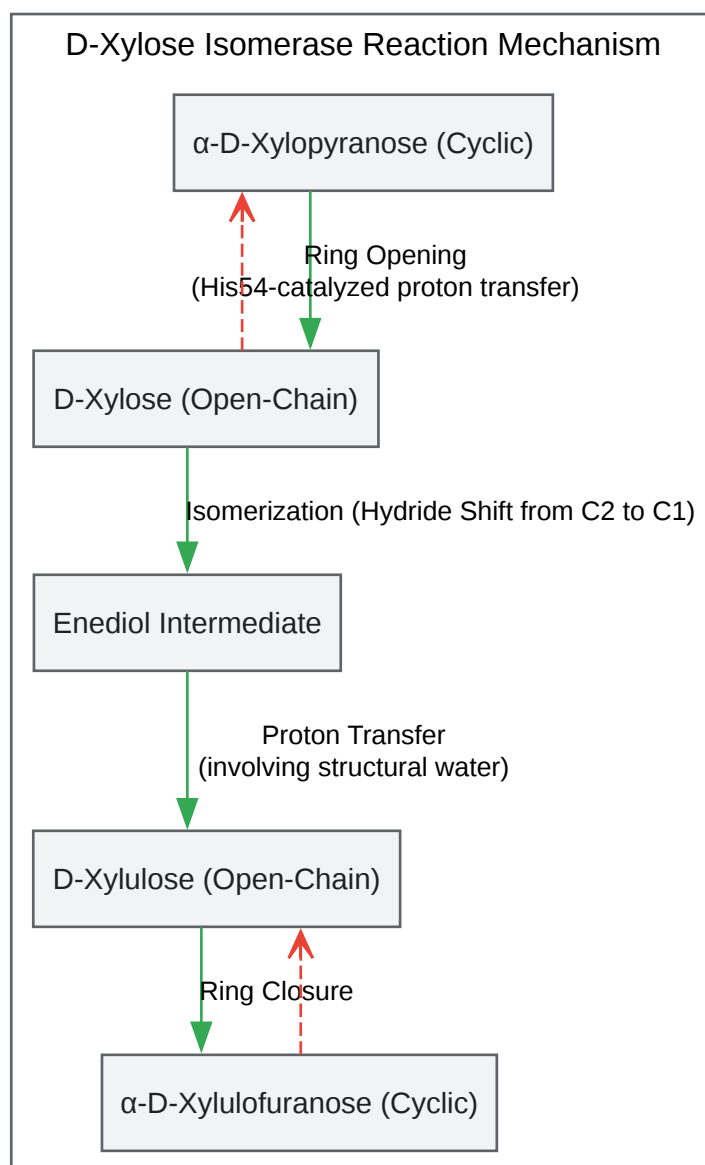 D-Xylose Isomerase Reaction Mechanism
α-D-Xylopyranose (Cyclic)
Ring Opening
(His54-catalyzed proton transfer)
D-Xylose (Open-Chain)
Isomerization (Hydride Shift from C2 to C1)
Enediol Intermediate
Proton Transfer
(involving structural water)
D-Xylulose (Open-Chain)
Ring Closure
α-D-Xylulofuranose (Cyclic)